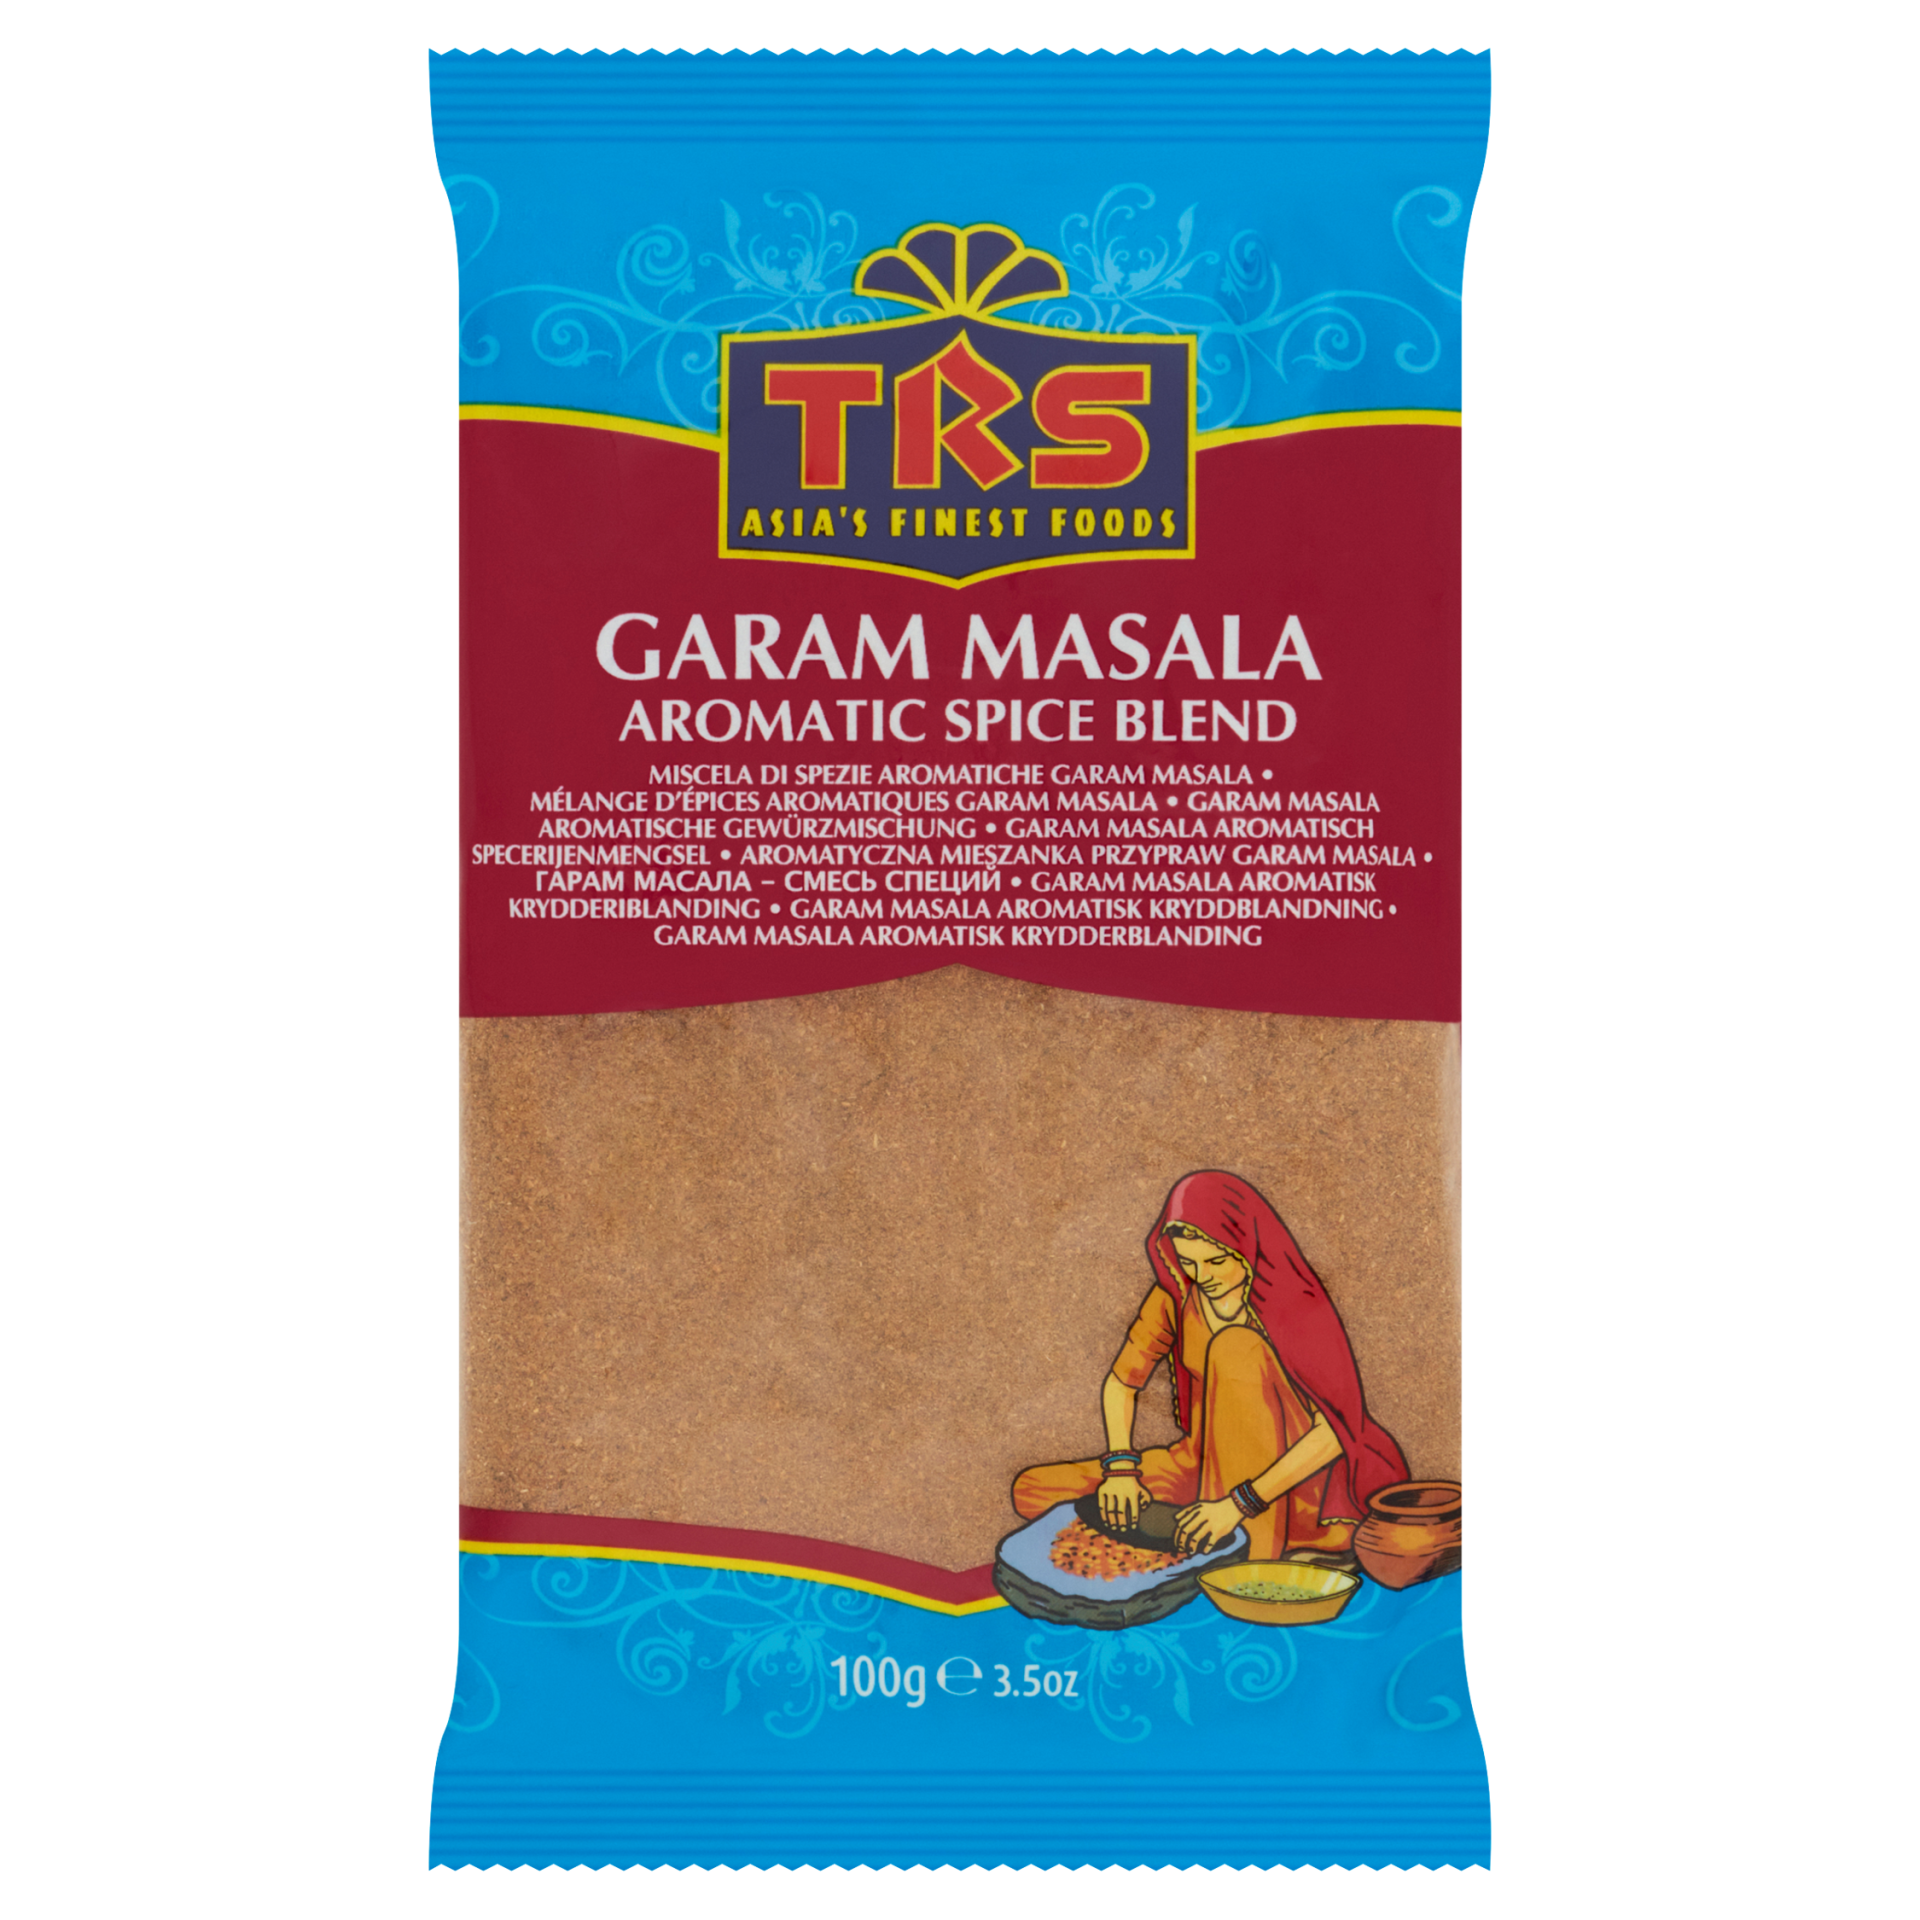 TRS
ASIA'S FINEST FOODS
GARAM MASALA
AROMATIC SPICE BLEND
MISCELA DI SPEZIE AROMATICHE GARAM MASALA •
MÉLANGE D'ÉPICES AROMATIQUES GARAM MASALA • GARAM MASALA
AROMATISCHE GEWÜRZMISCHUNG • GARAM MASALA AROMATISCH
SPECERIJENMENGSEL • AROMATYCZNA MIESZANKA PRZYPRAW GARAM MASALA •
ГАРАМ МАСАЛА – СМЕСЬ СПЕЦИЙ • GARAM MASALA AROMATISK
KRYDDERIBLANDING • GARAM MASALA AROMATISK KRYDDBLANDNING •
GARAM MASALA AROMATISK KRYDDERBLANDING
100g ℮ 3.5oz